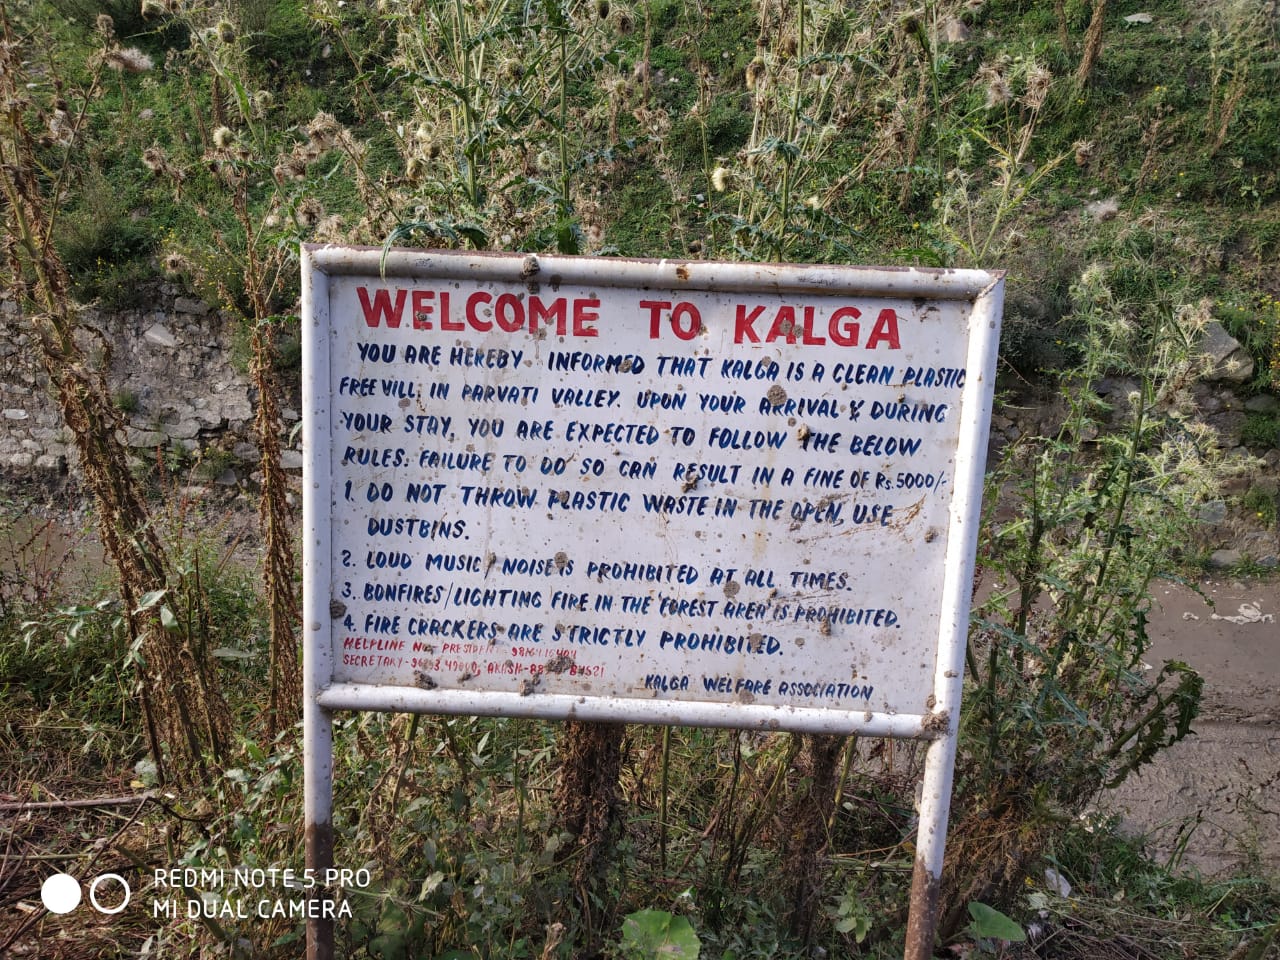 WELCOME TO KALGA
YOU ARE HEREBY INFORMED THAT KALGA IS A CLEAN PLASTIC
FREE VILL. IN PARVATI VALLEY. UPON YOUR ARRIVAL & DURING
YOUR STAY, YOU ARE EXPECTED TO FOLLOW THE BELOW
RULES. FAILURE TO DO SO CAN RESULT IN A FINE OF Rs.5000/-
1. DO NOT THROW PLASTIC WASTE IN THE OPEN, USE
DUSTBINS.
2. LOUD MUSIC/NOISE IS PROHIBITED AT ALL TIMES.
3. BONFIRES/LIGHTING FIRE IN THE FOREST AREA IS PROHIBITED.
4. FIRE CRACKERS ARE STRICTLY PROHIBITED.
HELPLINE NO. PRESIDENT
SECRETARY- AKASH-
KALGA WELFARE ASSOCIATION
REDMI NOTE 5 PRO
MI DUAL CAMERA